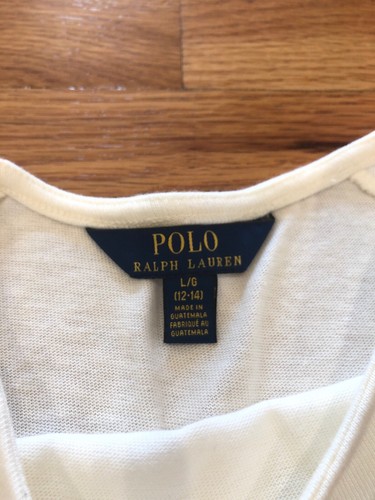 POLO
RALPH LAUREN
L/G
(12-14)
MADE IN
GUATEMALA
FABRIQUÉ AU
GUATEMALA